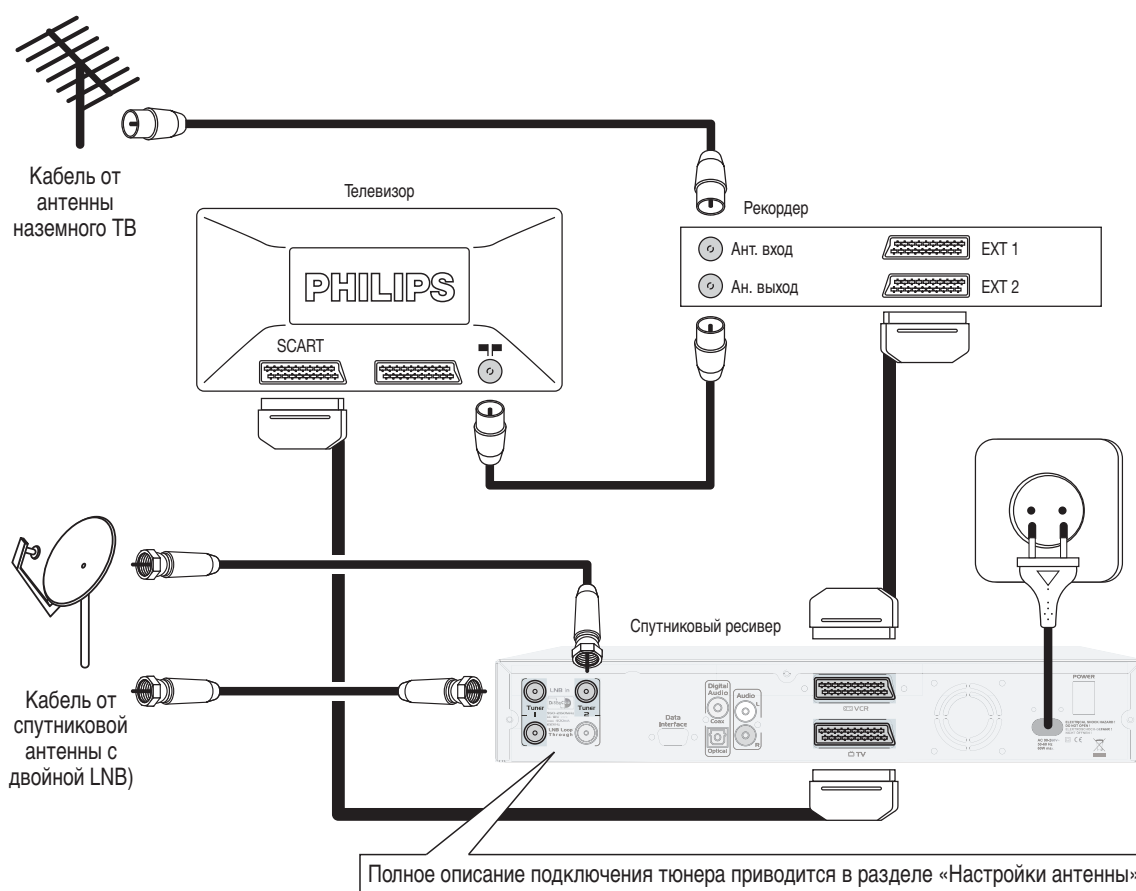 Кабель от
антенны
наземного ТВ
Телевизор
PHILIPS
SCART
Рекордер
Ант. вход
EXT 1
Ан. выход
EXT 2
Кабель от
спутниковой
антенны с
двойной LNB)
Спутниковый ресивер
LNB in
Tuner
1
Tuner
2
LNB Loop
Through
Data
Interface
Digital
Audio
Coax
Optical
Audio
L
R
VCR
TV
POWER
Полное описание подключения тюнера приводится в разделе «Настройки антенны»